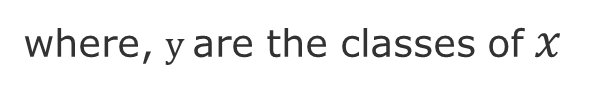 where, y are the classes of x